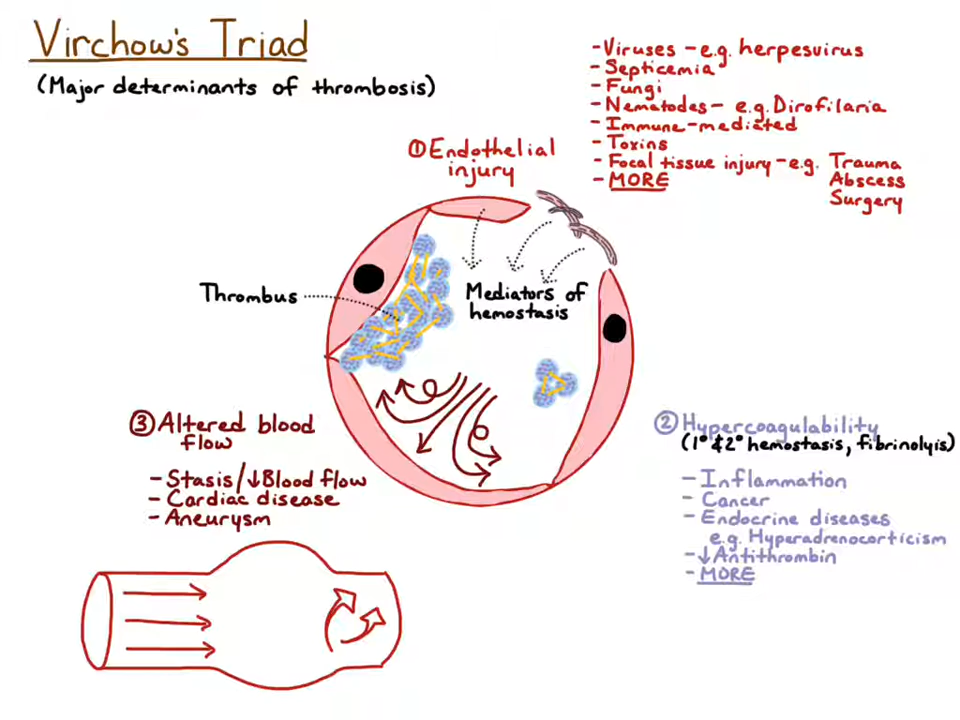 Virchow's Triad
(Major determinants of thrombosis)
-Viruses -e.g. herpesvirus
-Septicemia
-Fungi
-Nematodes- e.g. Dirofilaria
-Immune-mediated
-Toxins
-Focal tissue injury-e.g. Trauma
Abscess
Surgery
-MORE
①Endothelial
injury
Thrombus
Mediators of
hemostasis
③Altered blood
flow
-Stasis/↓Blood flow
-Cardiac disease
-Aneurysm
②Hypercoagulability
(1° & 2° hemostasis, fibrinolyis)
-Inflammation
-Cancer
-Endocrine diseases
e.g. Hyperadrenocorticism
-↓Antithrombin
-MORE